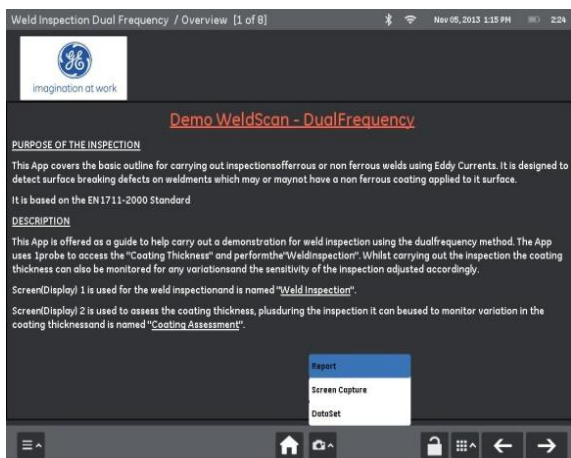 Weld Inspection Dual Frequency / Overview [1 of 8]
Nov 05, 2013 1:15 PM
2:24
GE
imagination at work
Demo WeldScan - DualFrequency
PURPOSE OF THE INSPECTION
This App covers the basic outline for carrying out inspectionsofferrous or non ferrous welds using Eddy Currents. It is designed to
detect surface breaking defects on weldments which may or maynot have a non ferrous coating applied to it surface.
It is based on the EN1711-2000 Standard
DESCRIPTION
This App is offered as a guide to help carry out a demonstration for weld inspection using the dualfrequency method. The App
uses 1probe to access the "Coating Thickness" and performthe"WeldInspection". Whilst carrying out the inspection the coating
thickness can also be monitored for any variationsand the sensitivity of the inspection adjusted accordingly.
Screen(Display) 1 is used for the weld inspectionand is named "Weld Inspection".
Screen(Display) 2 is used to assess the coating thickness, plusduring the inspection it can beused to monitor variation in the
coating thicknessand is named "Coating Assessment".
Report
Screen Capture
DataSet